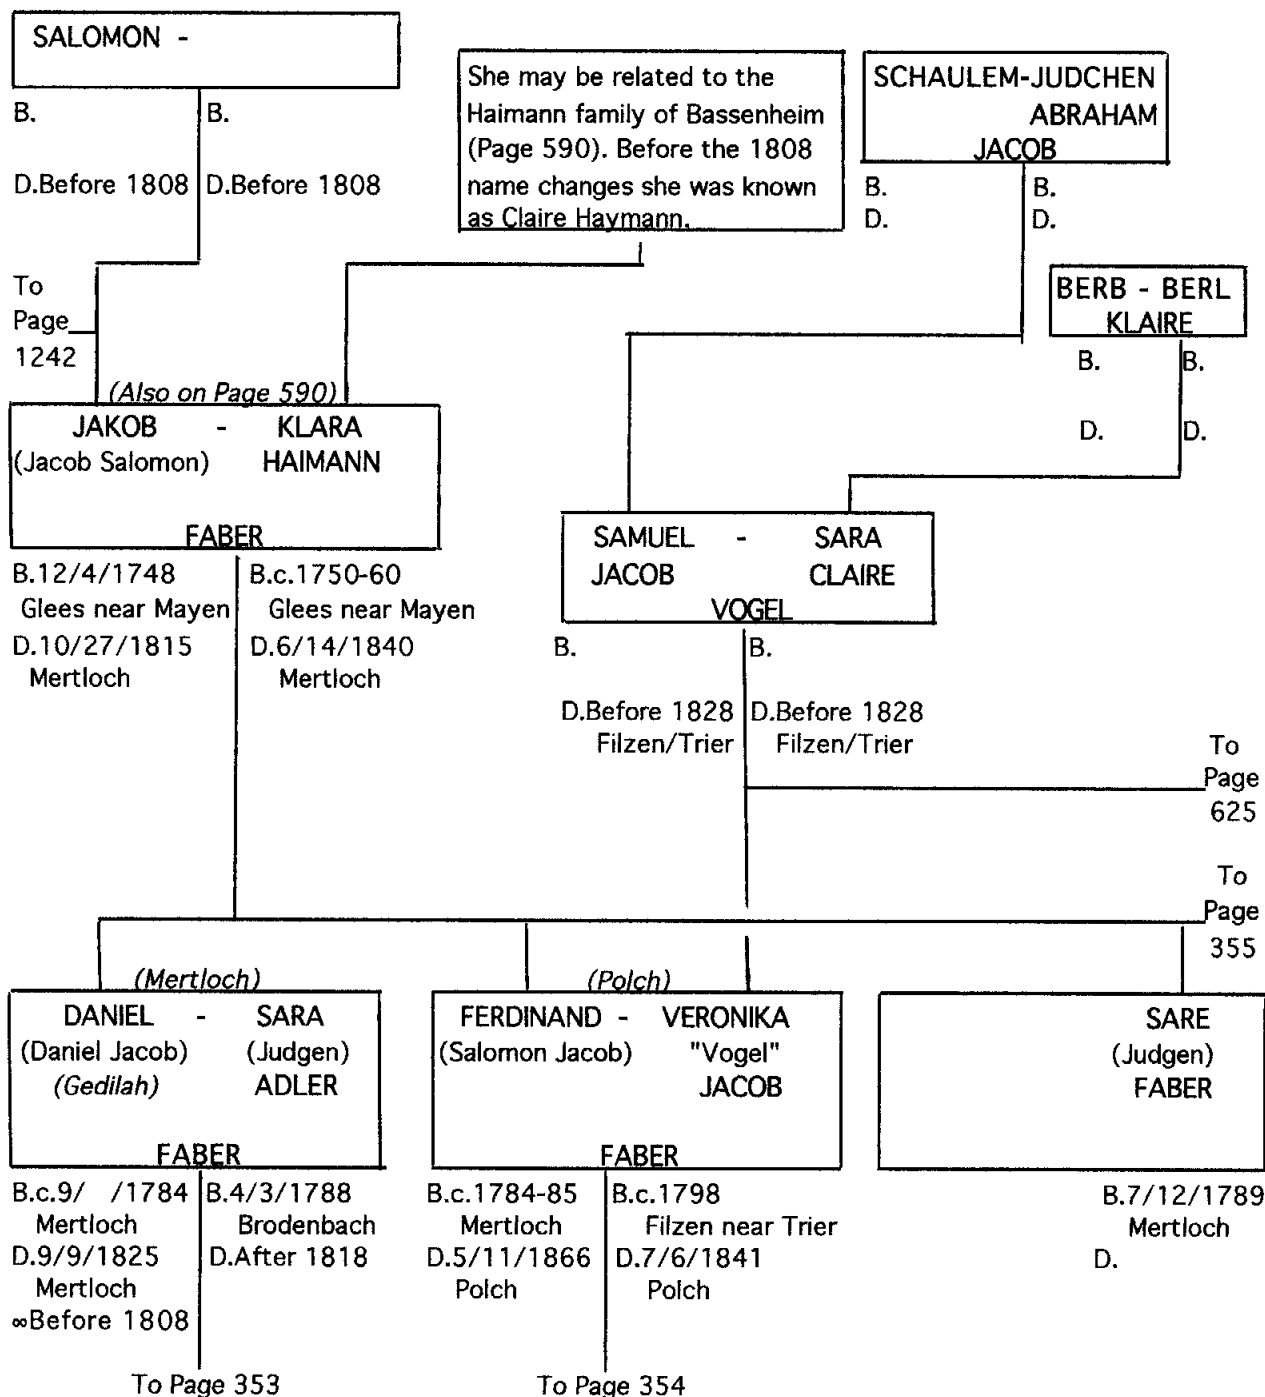 SALOMON -
B. B.
D.Before 1808 D.Before 1808
She may be related to the
Haimann family of Bassenheim
(Page 590). Before the 1808
name changes she was known
as Claire Haymann.
SCHAULEM-JUDCHEN
ABRAHAM
JACOB
B. B.
D. D.
To
Page
1242
BERB - BERL
KLAIRE
B. B.
D. D.
(Also on Page 590)
JAKOB - KLARA
(Jacob Salomon) HAIMANN
FABER
B.12/4/1748 B.c.1750-60
Glees near Mayen Glees near Mayen
D.10/27/1815 D.6/14/1840
Mertloch Mertloch
SAMUEL - SARA
JACOB CLAIRE
VOGEL
B. B.
D.Before 1828 D.Before 1828
Filzen/Trier Filzen/Trier
To
Page
625
To
Page
355
(Mertloch)
DANIEL - SARA
(Daniel Jacob) (Judgen)
(Gedilah) ADLER
FABER
B.c.9/ /1784 B.4/3/1788
Mertloch Brodenbach
D.9/9/1825 D.After 1818
Mertloch
∞Before 1808
To Page 353
(Polch)
FERDINAND - VERONIKA
(Salomon Jacob) "Vogel"
JACOB
FABER
B.c.1784-85 B.c.1798
Mertloch Filzen near Trier
D.5/11/1866 D.7/6/1841
Polch Polch
To Page 354
SARE
(Judgen)
FABER
B.7/12/1789
Mertloch
D.